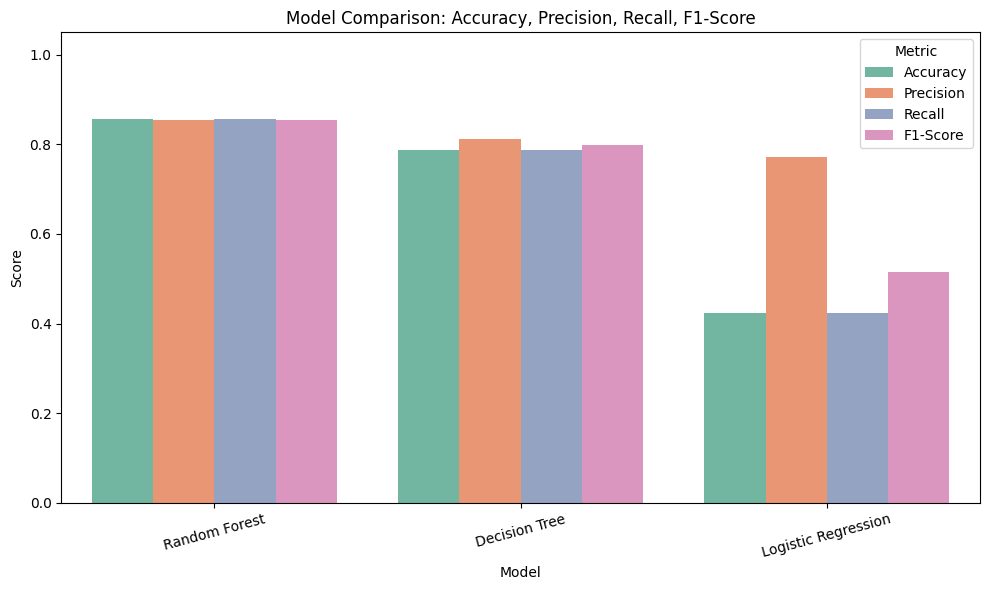 Model Comparison: Accuracy, Precision, Recall, F1-Score
Metric
Accuracy
Precision
Recall
F1-Score
Score
1.0
0.8
0.6
0.4
0.2
0.0
Random Forest
Decision Tree
Logistic Regression
Model